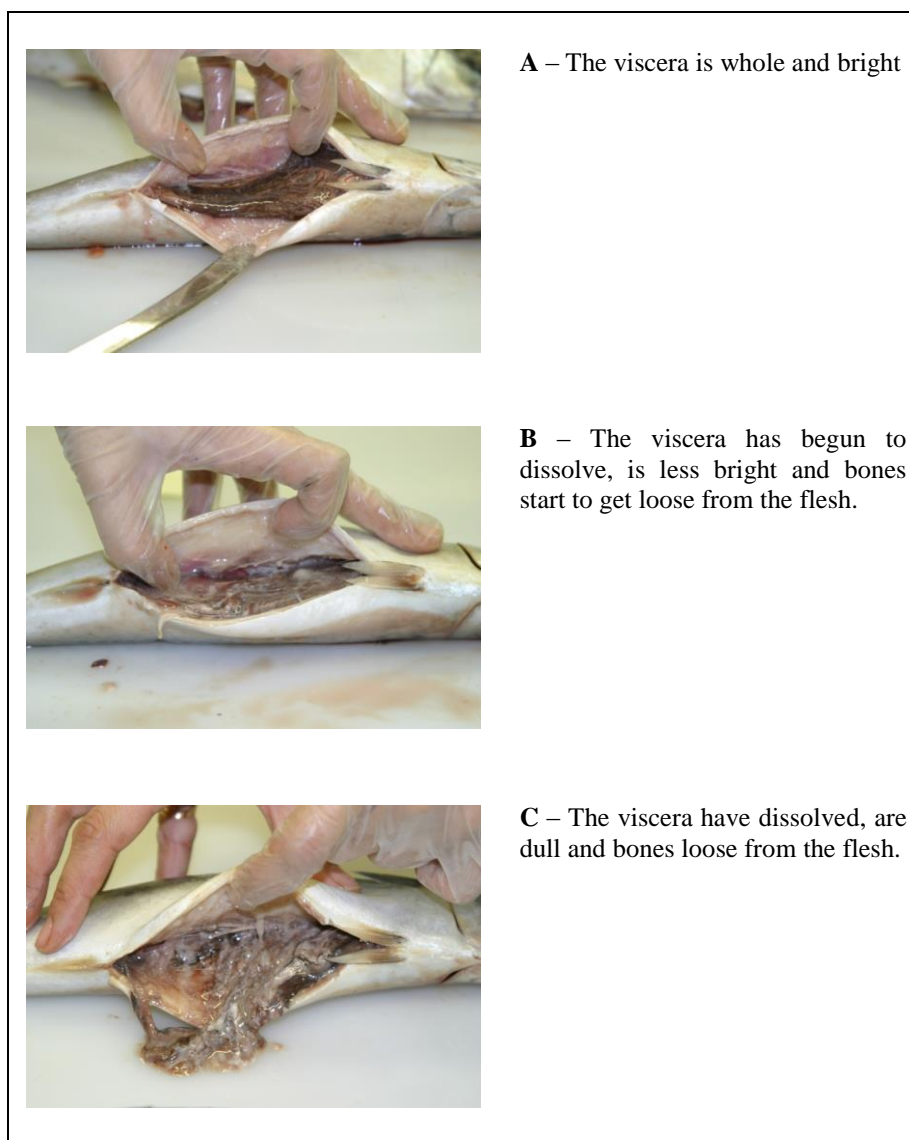 A – The viscera is whole and bright
B – The viscera has begun to
dissolve, is less bright and bones
start to get loose from the flesh.
C – The viscera have dissolved, are
dull and bones loose from the flesh.